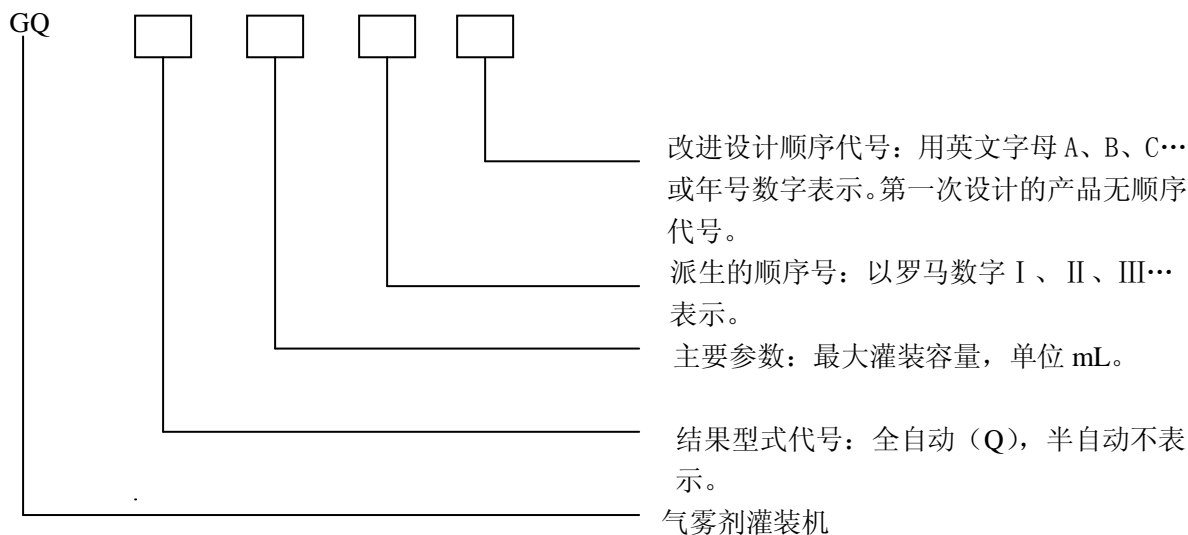 GQ
改进设计顺序代号：用英文字母 A、B、C…
或年号数字表示。第一次设计的产品无顺序
代号。
派生的顺序号：以罗马数字Ⅰ、Ⅱ、Ⅲ…
表示。
主要参数：最大灌装容量，单位 mL。
结果型式代号：全自动（Q），半自动不表
示。
气雾剂灌装机